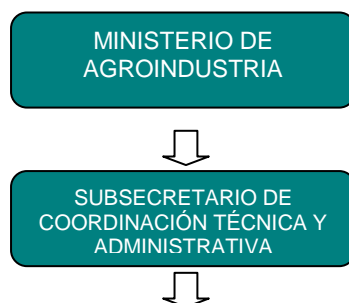 MINISTERIO DE
AGROINDUSTRIA
SUBSECRETARIO DE
COORDINACIÓN TÉCNICA Y
ADMINISTRATIVA